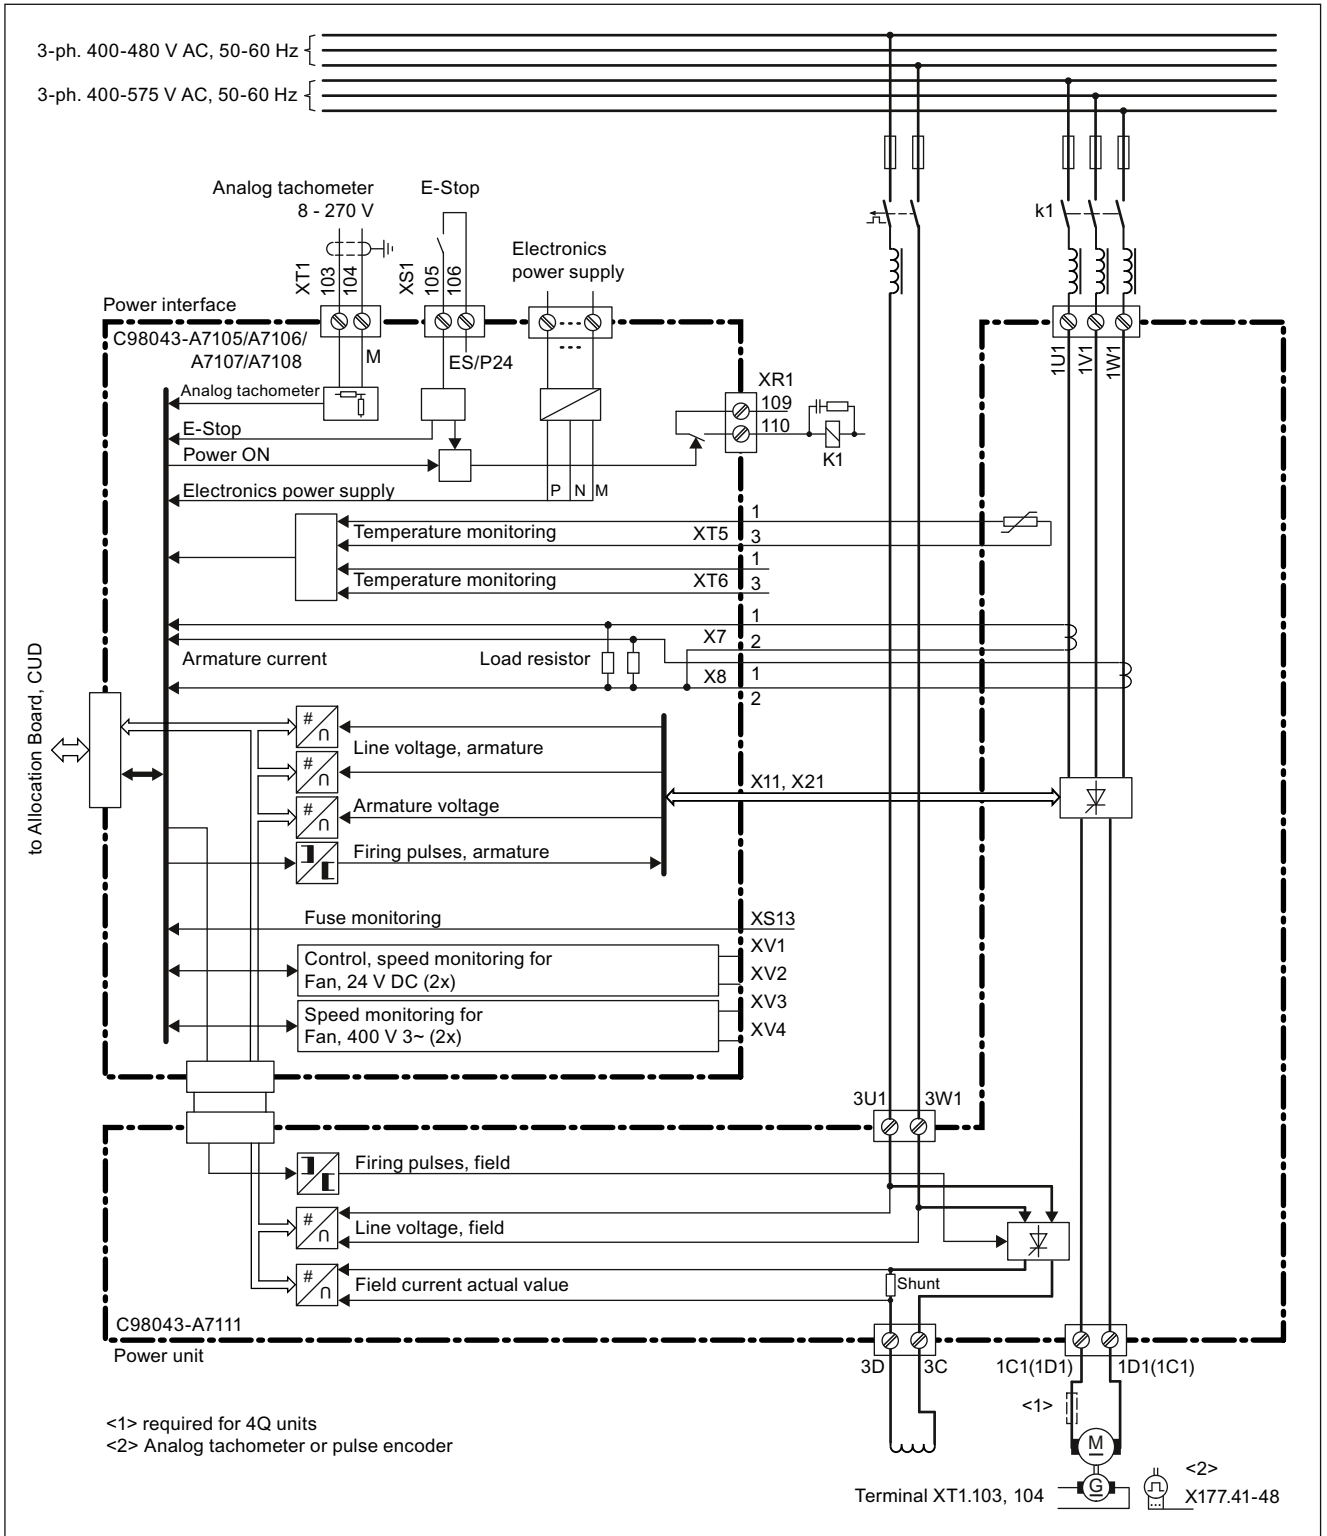 3-ph. 400-480 V AC, 50-60 Hz
3-ph. 400-575 V AC, 50-60 Hz
Analog tachometer
8 - 270 V
E-Stop
Electronics
power supply
k1
XT1
103
104
XS1
105
106
Power interface
C98043-A7105/A7106/
A7107/A7108
M
ES/P24
1U1
1V1
1W1
Analog tachometer
E-Stop
Power ON
Electronics power supply
P N M
XR1
109
110
K1
Temperature monitoring
XT5
1
3
Temperature monitoring
XT6
1
3
Armature current
Load resistor
X7
1
2
X8
1
2
to Allocation Board, CUD
#
Line voltage, armature
#
#
Armature voltage
Firing pulses, armature
X11, X21
Fuse monitoring
XS13
Control, speed monitoring for
Fan, 24 V DC (2x)
XV1
XV2
Speed monitoring for
Fan, 400 V 3~ (2x)
XV3
XV4
3U1
3W1
Firing pulses, field
#
Line voltage, field
#
Field current actual value
Shunt
C98043-A7111
Power unit
3D
3C
1C1(1D1)
1D1(1C1)
<1>
<1> required for 4Q units
<2> Analog tachometer or pulse encoder
M
G
<2>
Terminal XT1.103, 104
X177.41-48